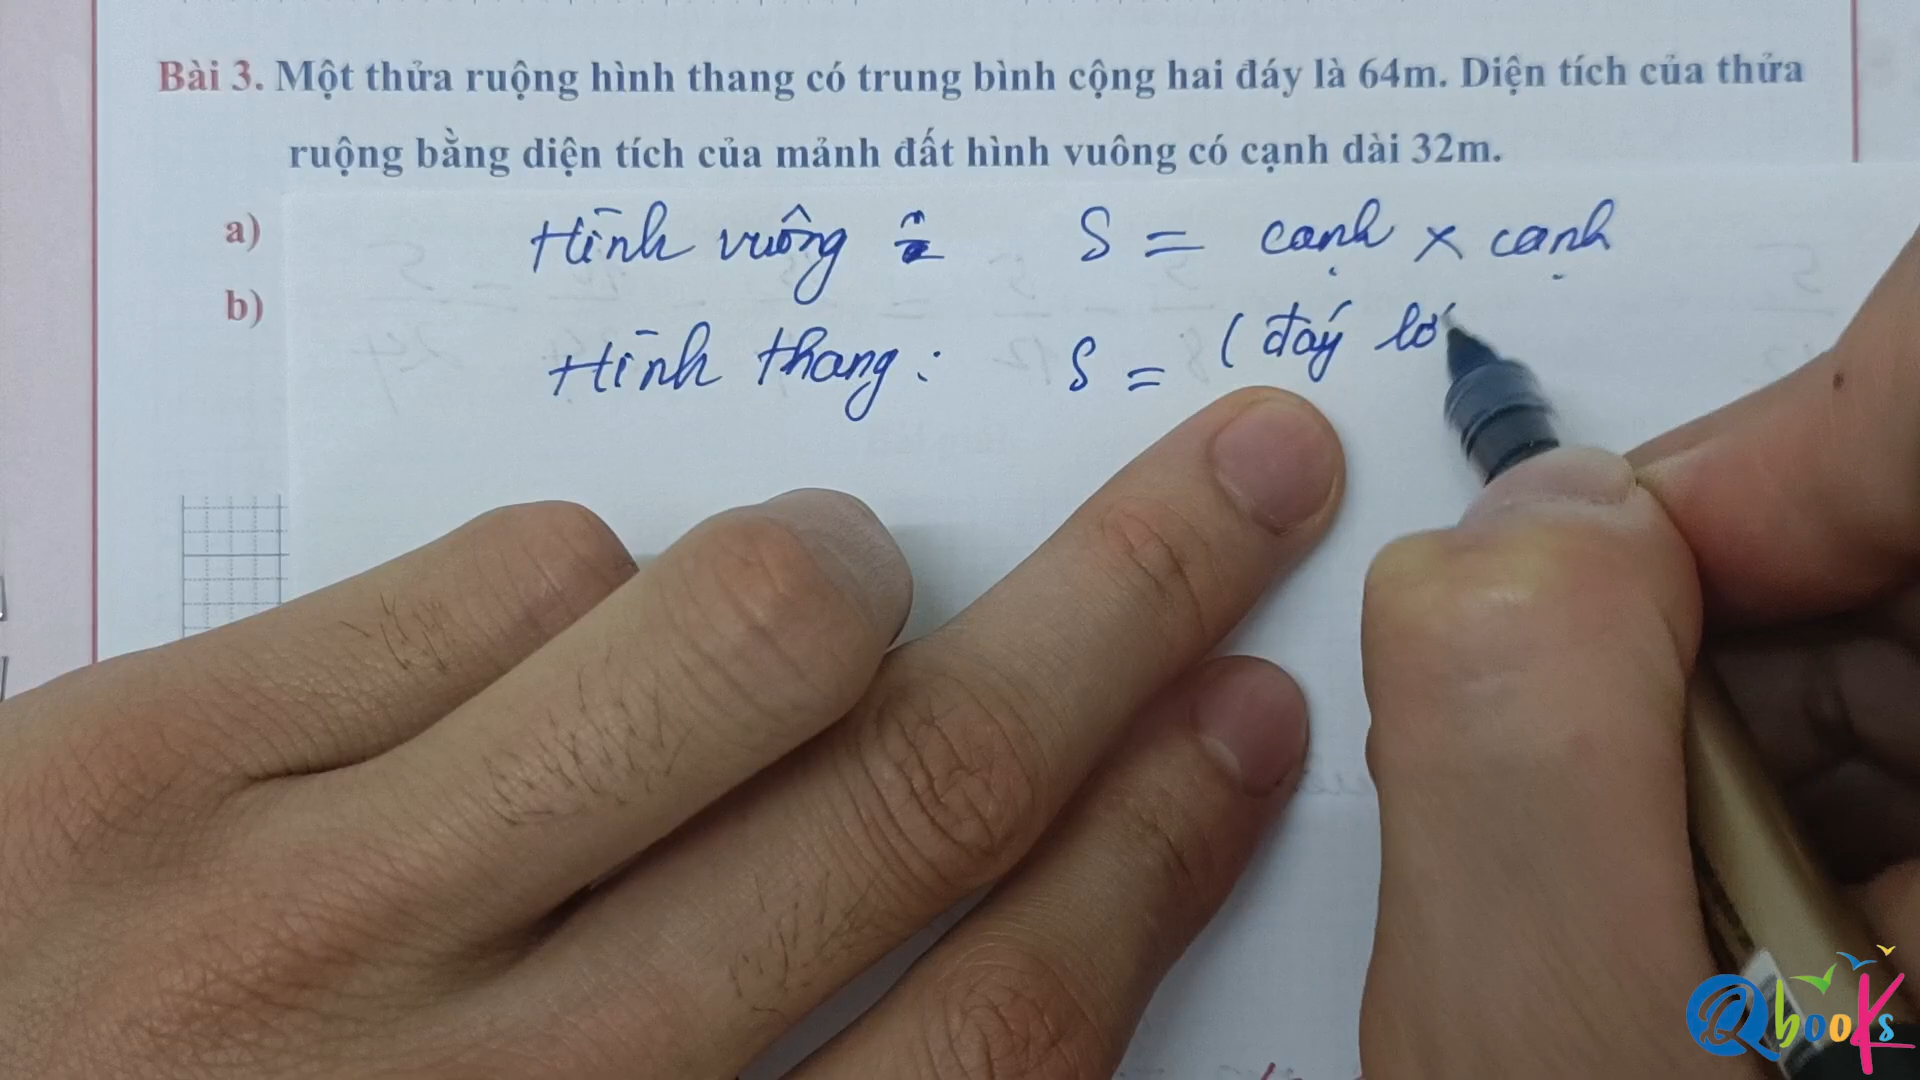 Bài 3. Một thửa ruộng hình thang có trung bình cộng hai đáy là 64m. Diện tích của thửa
ruộng bằng diện tích của mảnh đất hình vuông có cạnh dài 32m.
a)
Hình vuông S = cạnh x cạnh
b)
Hình thang: S = (đáy lớ
Qbooks